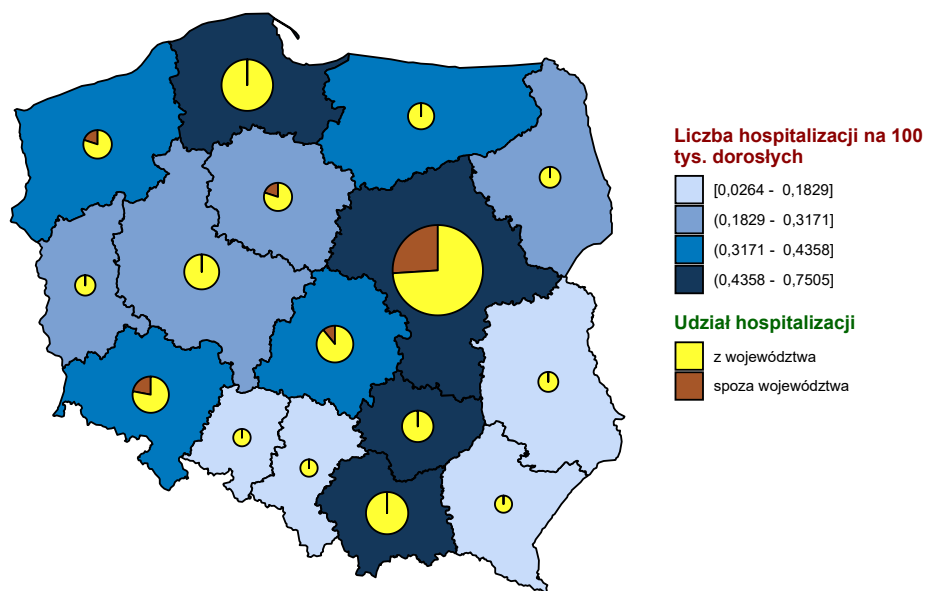 Liczba hospitalizacji na 100
tys. dorosłych
[0,0264 - 0,1829]
(0,1829 - 0,3171]
(0,3171 - 0,4358]
(0,4358 - 0,7505]
Udział hospitalizacji
z województwa
spoza województwa